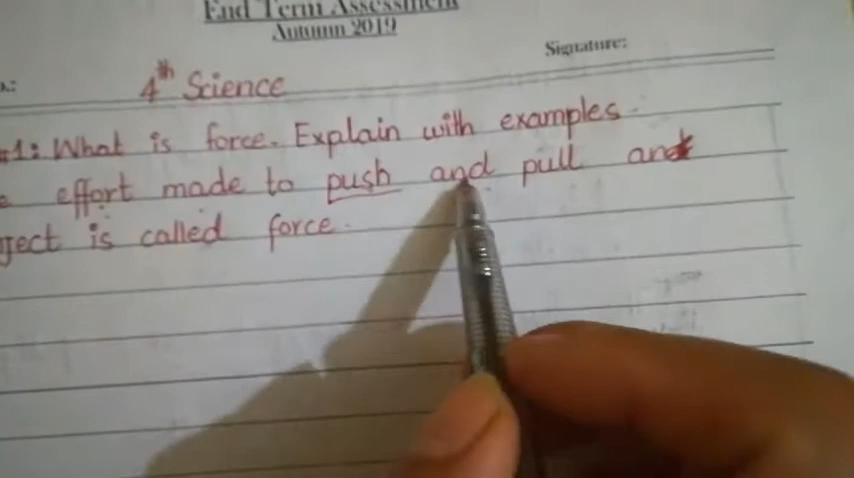 End Term Assessment
Autumn 2019
Signature:
4th Science
#1: What is force. Explain with examples.
effort made to push and pull
ject is called force.